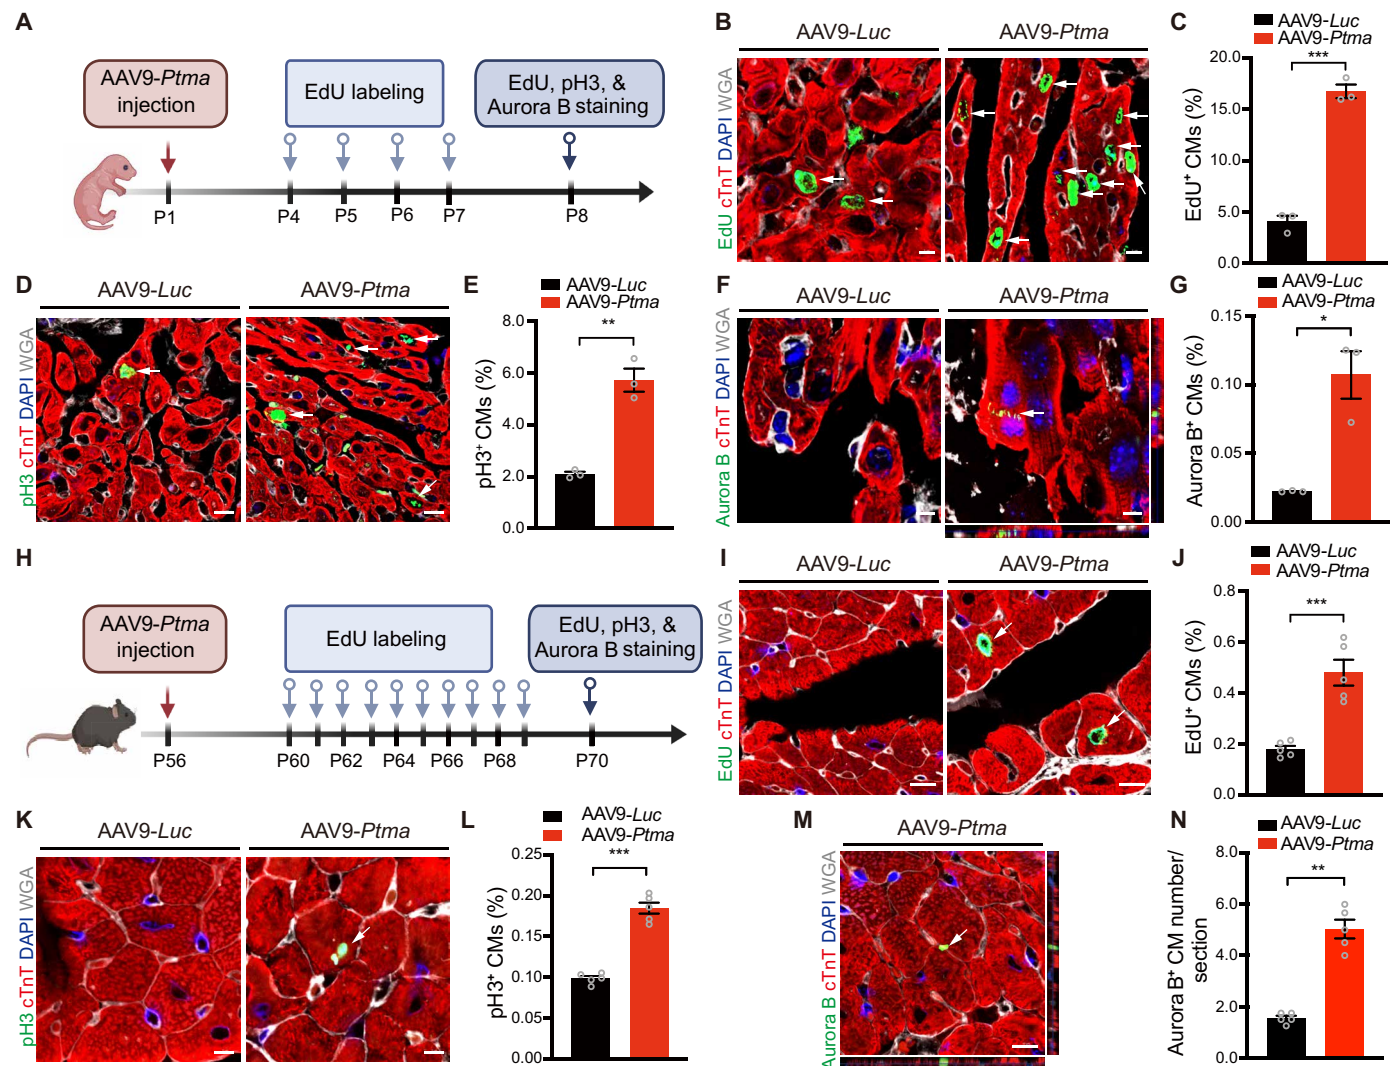 A
AAV9-Ptma
injection
EdU labeling
EdU, pH3, &
Aurora B staining
P1
P4
P5
P6
P7
P8
B
AAV9-Luc
AAV9-Ptma
EdU cTnT DAPI WGA
C
AAV9-Luc
AAV9-Ptma
***
EdU⁺ CMs (%)
20.0
15.0
10.0
5.0
0.0
D
AAV9-Luc
AAV9-Ptma
pH3 cTnT DAPI WGA
E
AAV9-Luc
AAV9-Ptma
**
pH3⁺ CMs (%)
8.0
6.0
4.0
2.0
0.0
F
AAV9-Luc
AAV9-Ptma
Aurora B cTnT DAPI WGA
G
AAV9-Luc
AAV9-Ptma
*
Aurora B⁺ CMs (%)
0.15
0.10
0.05
0.00
H
AAV9-Ptma
injection
EdU labeling
EdU, pH3, &
Aurora B staining
P56
P60
P62
P64
P66
P68
P70
I
AAV9-Luc
AAV9-Ptma
EdU cTnT DAPI WGA
J
AAV9-Luc
AAV9-Ptma
***
EdU⁺ CMs (%)
0.8
0.6
0.4
0.2
0.0
K
AAV9-Luc
AAV9-Ptma
pH3 cTnT DAPI WGA
L
AAV9-Luc
AAV9-Ptma
***
pH3⁺ CMs (%)
0.25
0.20
0.15
0.10
0.05
0.00
M
AAV9-Ptma
Aurora B cTnT DAPI WGA
N
AAV9-Luc
AAV9-Ptma
**
Aurora B⁺ CM number/
section
8.0
6.0
4.0
2.0
0.0